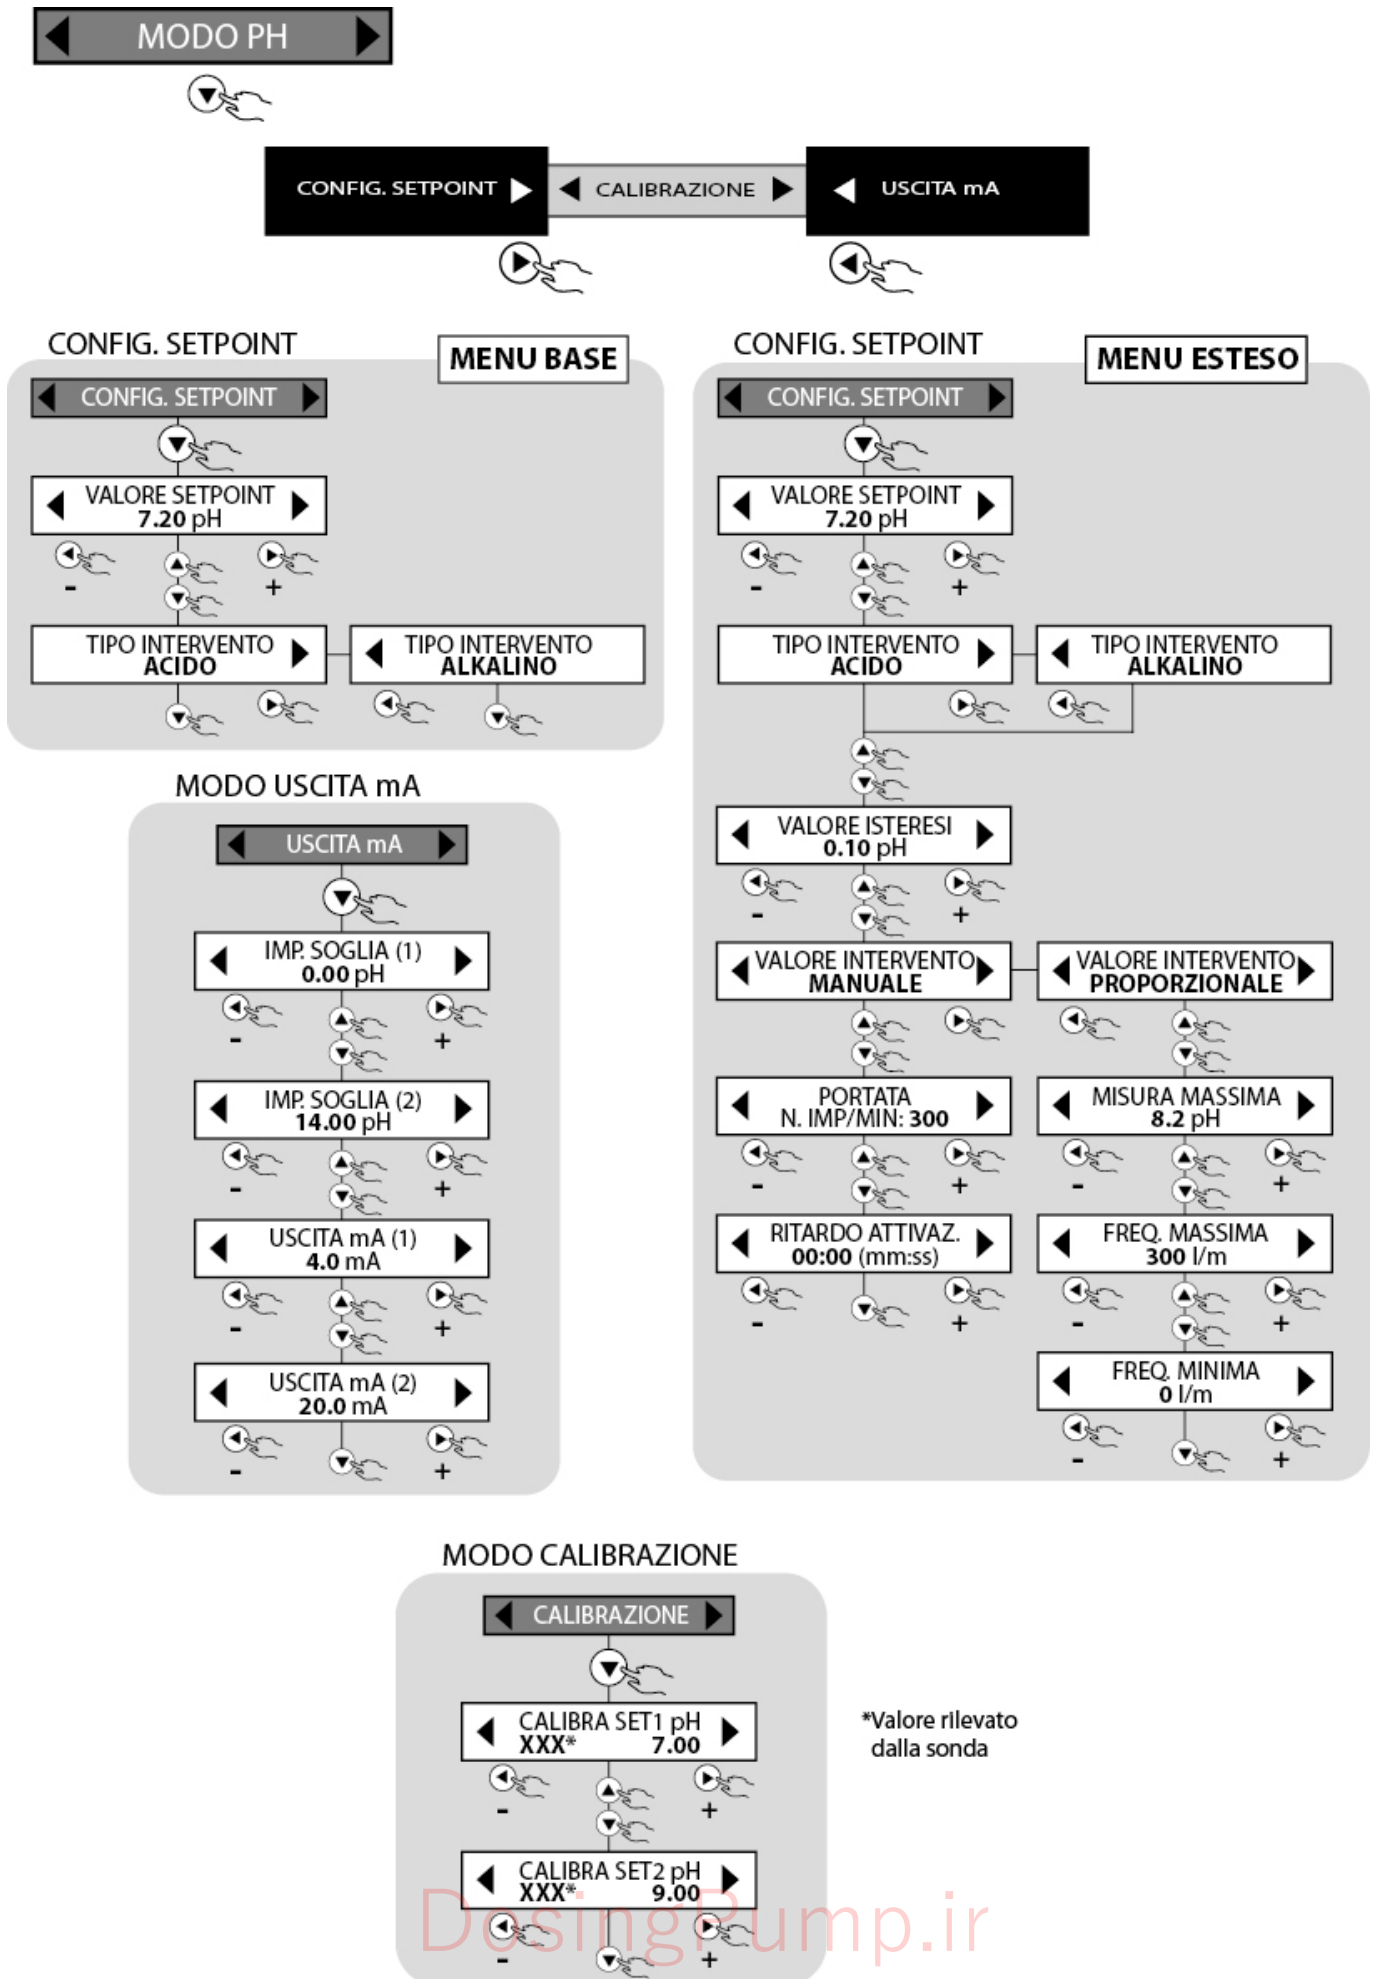 MODO PH
CONFIG. SETPOINT
CALIBRAZIONE
USCITA mA
CONFIG. SETPOINT
MENU BASE
CONFIG. SETPOINT
VALORE SETPOINT
7.20 pH
-
+
TIPO INTERVENTO
ACIDO
TIPO INTERVENTO
ALKALINO
MODO USCITA mA
USCITA mA
IMP. SOGLIA (1)
0.00 pH
-
+
IMP. SOGLIA (2)
14.00 pH
-
+
USCITA mA (1)
4.0 mA
-
+
USCITA mA (2)
20.0 mA
-
+
CONFIG. SETPOINT
MENU ESTESO
CONFIG. SETPOINT
VALORE SETPOINT
7.20 pH
-
+
TIPO INTERVENTO
ACIDO
TIPO INTERVENTO
ALKALINO
VALORE ISTERESI
0.10 pH
-
+
VALORE INTERVENTO
MANUALE
VALORE INTERVENTO
PROPORZIONALE
PORTATA
N. IMP/MIN: 300
-
+
MISURA MASSIMA
8.2 pH
-
+
RITARDO ATTIVAZ.
00:00 (mm:ss)
-
+
FREQ. MASSIMA
300 l/m
-
+
FREQ. MINIMA
0 l/m
-
+
MODO CALIBRAZIONE
CALIBRAZIONE
CALIBRA SET1 pH
XXX* 7.00
-
+
*Valore rilevato
dalla sonda
CALIBRA SET2 pH
XXX* 9.00
-
+
DosingPump.ir